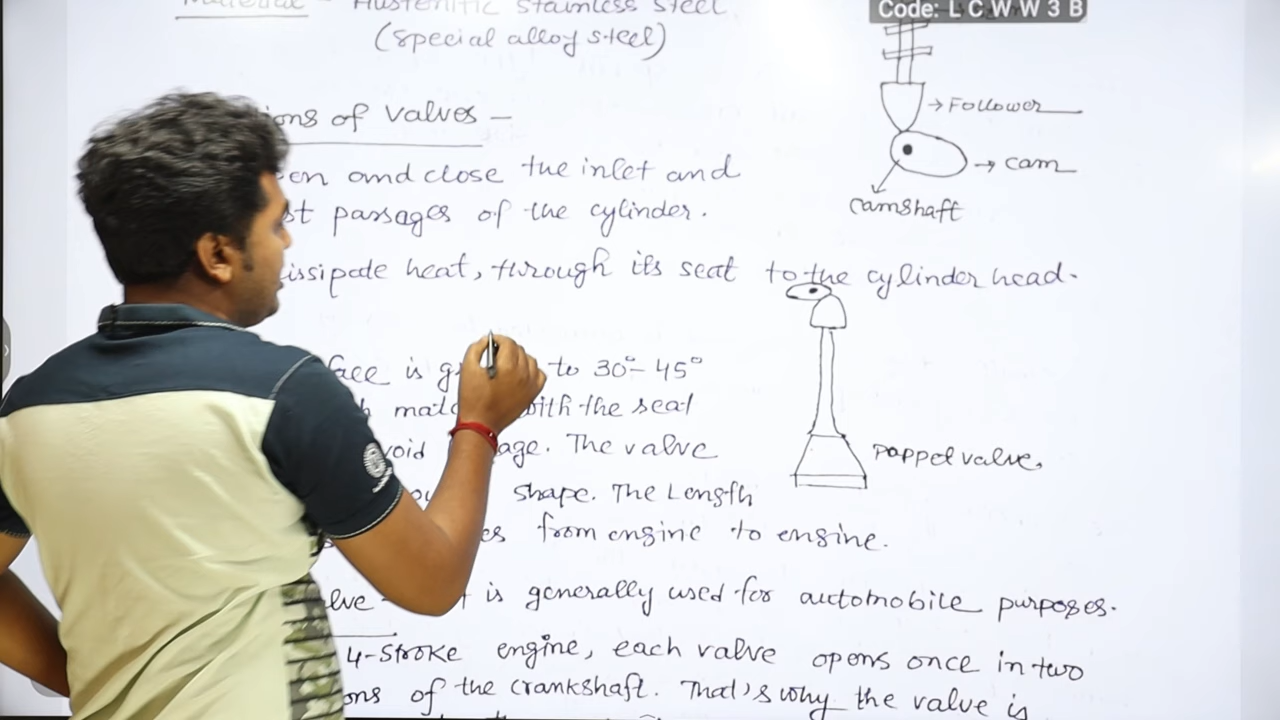 Material - Austenitic stainless steel
(special alloy steel)
Code: L C W W 3 B
→ Follower
→ cam
camshaft
ons of valves -
en and close the inlet and
st passages of the cylinder.
issipate heat, through its seat to the cylinder head.
face is to 30°- 45°
with the seat
void age. The valve
shape. The Length
es from engine to engine.
Poppet valve.
lve - is generally used for automobile purposes.
4-stroke engine, each valve opens once in two
ons of the crankshaft. That's why the valve is